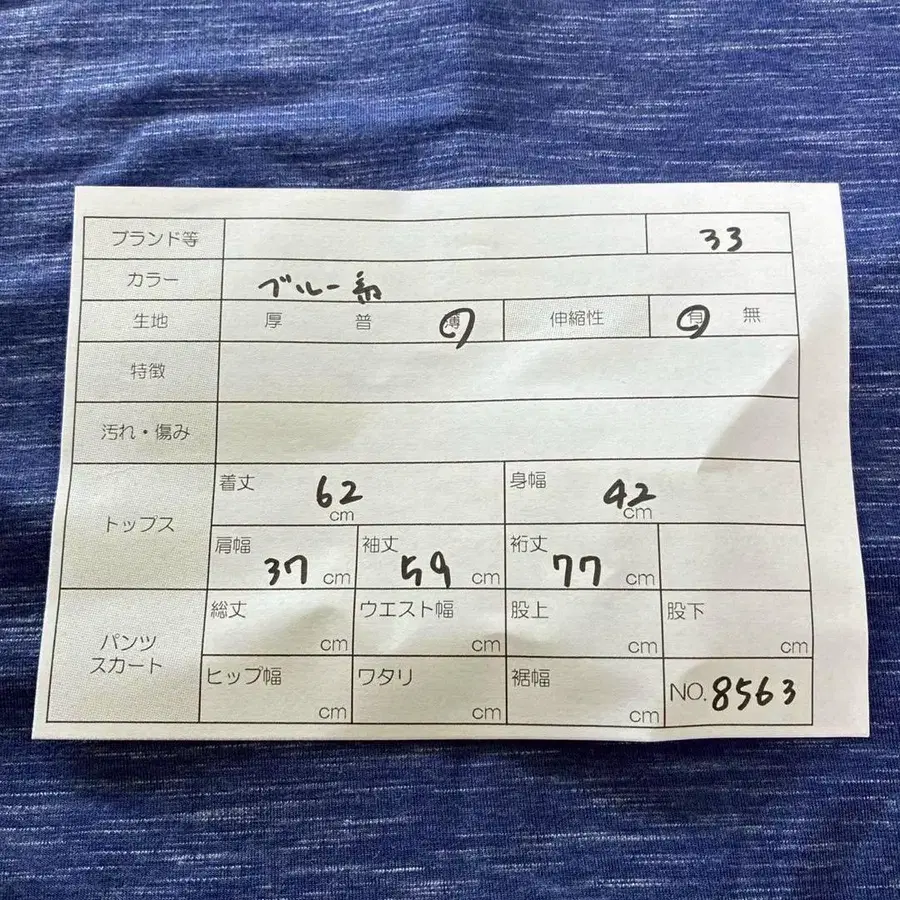 ブランド等 33
カラー ブルー系
生地 厚 普 薄 伸縮性 有 無
特徴
汚れ・傷み
トップス
着丈 62 cm 身幅 42 cm
肩幅 37 cm 袖丈 59 cm 裄丈 77 cm
パンツ
スカート
総丈 cm ウエスト幅 cm 股上 cm 股下 cm
ヒップ幅 cm ワタリ cm 裾幅 cm NO. 8563